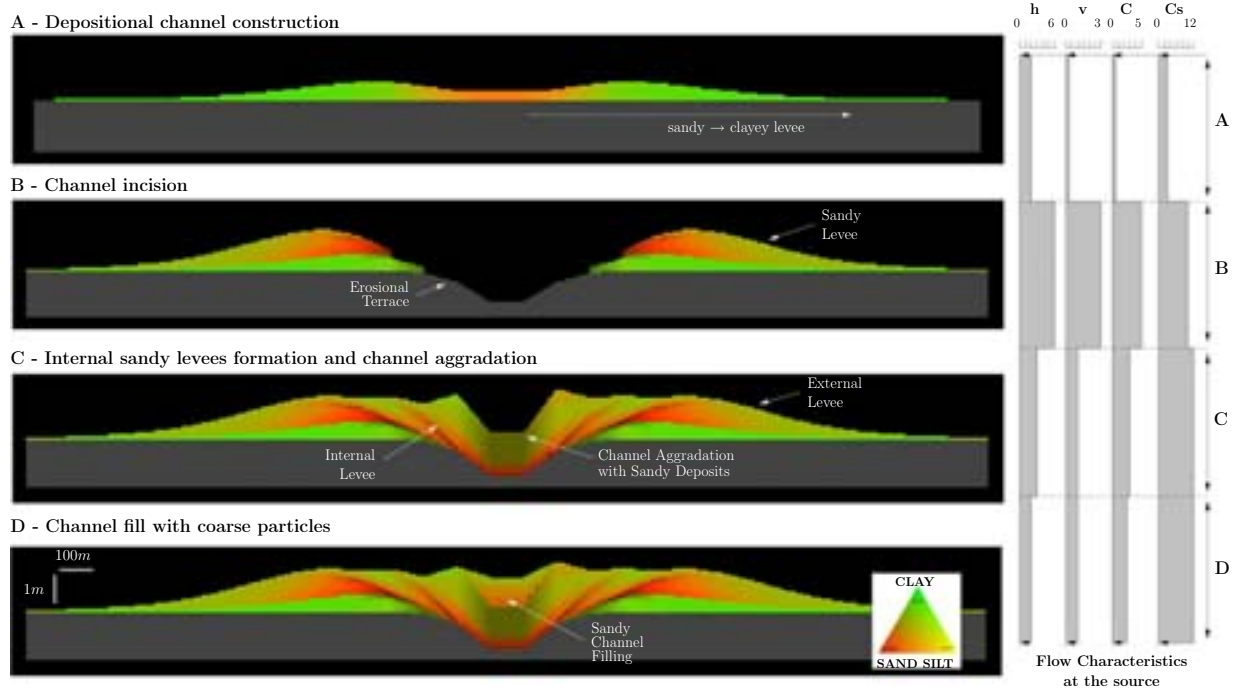 A - Depositional channel construction
sandy → clayey levee
B - Channel incision
Sandy
Levee
Erosional
Terrace
C - Internal sandy levees formation and channel aggradation
External
Levee
Internal
Levee
Channel Aggradation
with Sandy Deposits
D - Channel fill with coarse particles
100m
1m
Sandy
Channel
Filling
CLAY
SAND SILT
h v C Cs
0 6 0 3 0 5 0 12
A
B
C
D
Flow Characteristics
at the source